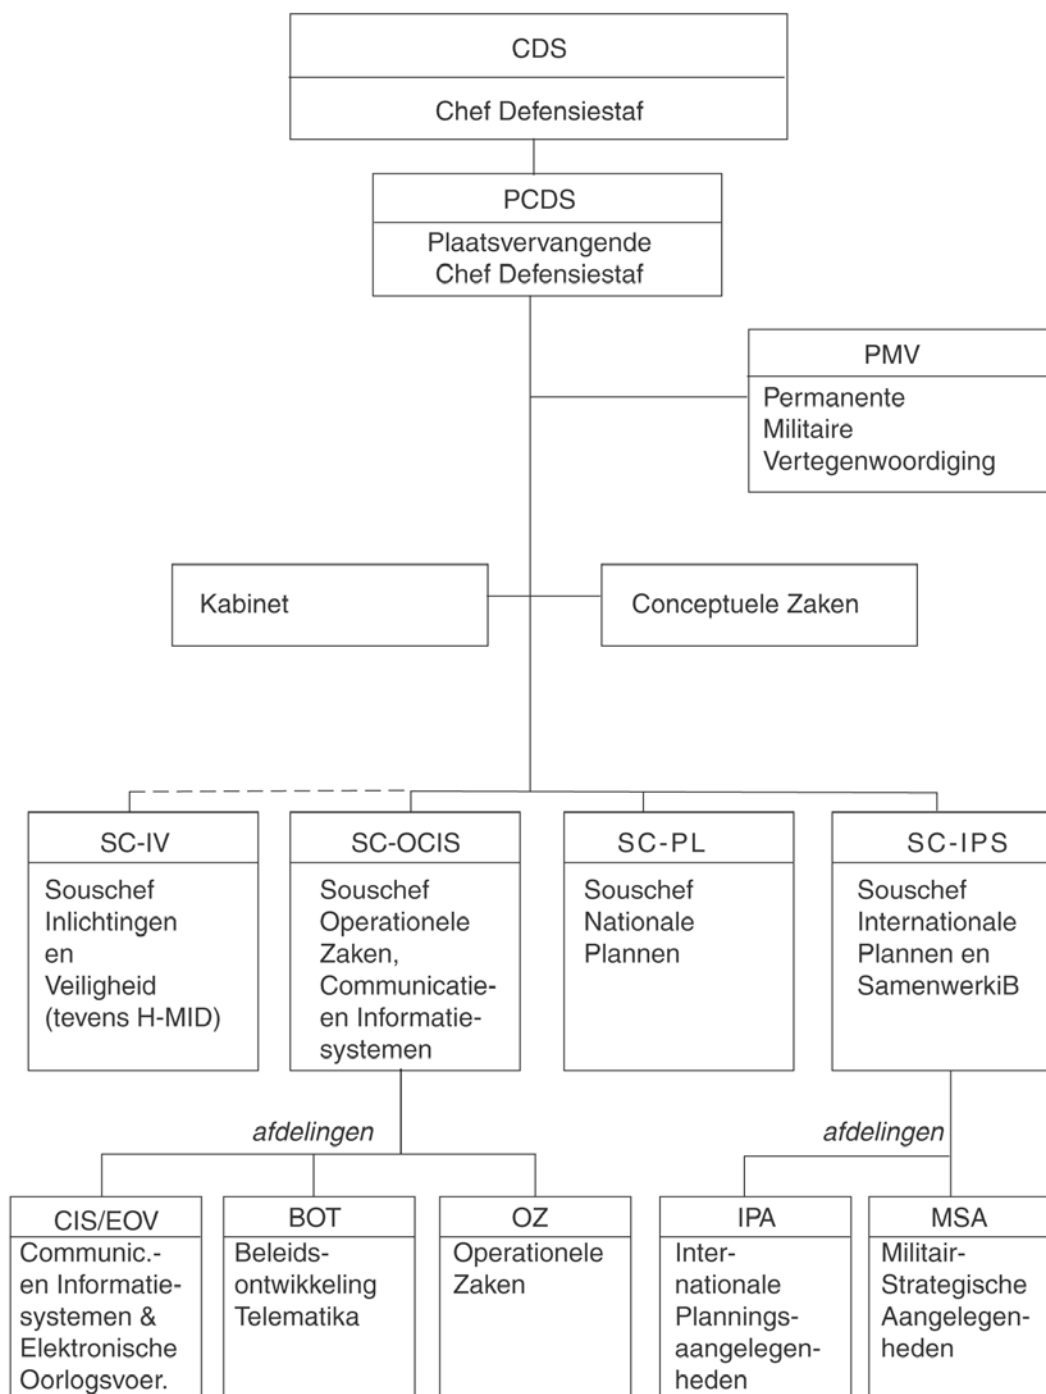 CDS
Chef Defensiestaf
PCDS
Plaatsvervangende
Chef Defensiestaf
PMV
Permanente
Militaire
Vertegenwoordiging
Kabinet
Conceptuele Zaken
SC-IV
Souschef
Inlichtingen
en
Veiligheid
(tevens H-MID)
SC-OCIS
Souschef
Operationele
Zaken,
Communicatie-
en Informatie-
systemen
SC-PL
Souschef
Nationale
Plannen
SC-IPS
Souschef
Internationale
Plannen en
SamenwerkiB
afdelingen
afdelingen
CIS/EOV
Communic.-
en Informatie-
systemen &
Elektronische
Oorlogsvoer.
BOT
Beleids-
ontwikkeling
Telematika
OZ
Operationele
Zaken
IPA
Inter-
nationale
Plannings-
aangelegen-
heden
MSA
Militair-
Strategische
Aangelegen-
heden